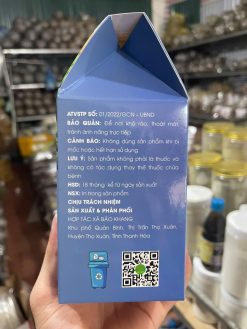 ATVSTP SỐ: 01/2022/GCN - UBND
BẢO QUẢN: Để nơi khô ráo, thoát mát,
tránh ánh nắng trực tiếp
CẢNH BÁO: Không dùng sản phẩm khi bị
mốc hoặc hết hạn sử dụng
LƯU Ý: Sản phẩm không phải là thuốc và
không có tác dụng thay thế thuốc chữa
bệnh
HSD: 18 tháng kể từ ngày sản xuất
NSX: In trong sản phẩm
CHỊU TRÁCH NHIỆM
SẢN XUẤT & PHÂN PHỐI
HỢP TÁC XÃ BẢO KHANG
Khu phố Quân Bình, Thị Trấn Thọ Xuân,
Huyện Thọ Xuân, Tỉnh Thanh Hóa